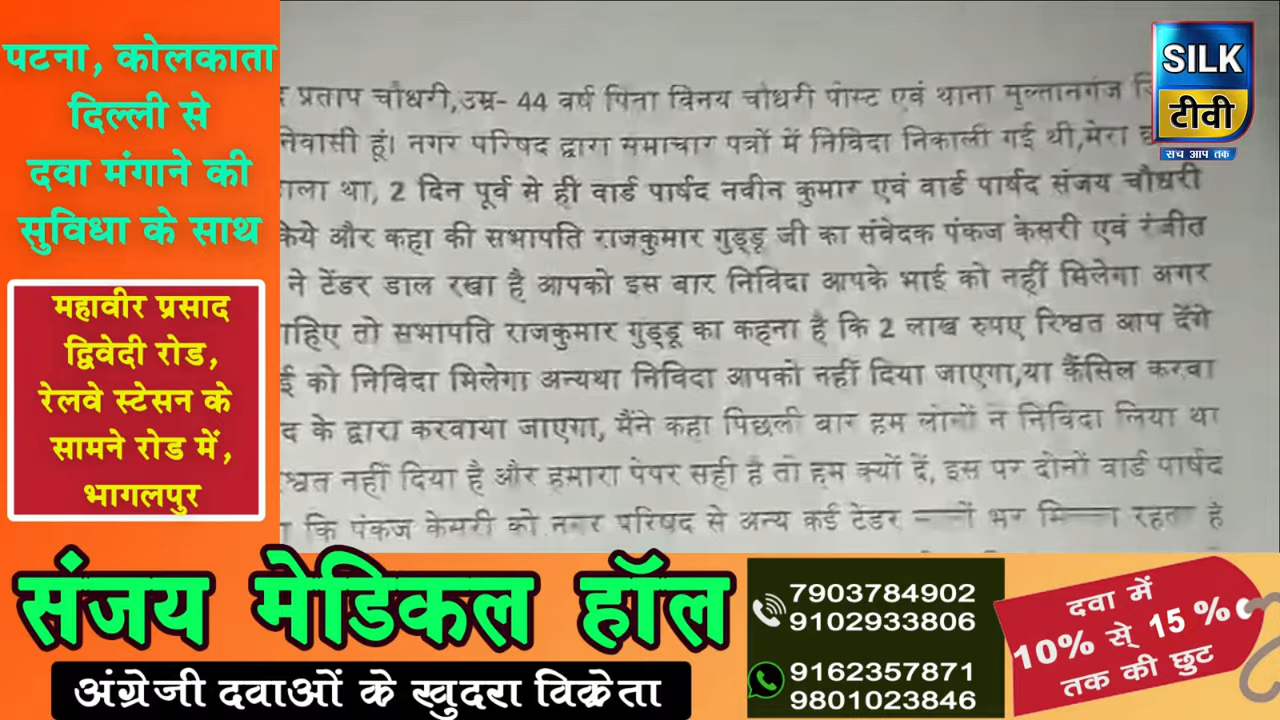 पटना, कोलकाता
दिल्ली से
दवा मंगाने की
सुविधा के साथ
महावीर प्रसाद
द्विवेदी रोड,
रेलवे स्टेसन के
सामने रोड में,
भागलपुर
प्रताप चौधरी,उम्र- 44 वर्ष पिता विनय चौधरी पोस्ट एवं थाना सुल्तानगंज
निवासी हूं। नगर परिषद द्वारा समाचार पत्रों में निविदा निकाली गई थी,मेरा
था, 2 दिन पूर्व से ही वार्ड पार्षद नवीन कुमार एवं वार्ड पार्षद संजय चौधरी
किये और कहा की सभापति राजकुमार गुड्डू जी का संवेदक पंकज केसरी एवं रंजीत
ने टेंडर डाल रखा है आपको इस बार निविदा आपके भाई को नहीं मिलेगा अगर
तो सभापति राजकुमार गुड्डू का कहना है कि 2 लाख रुपए रिश्वत आप देंगे
को निविदा मिलेगा अन्यथा निविदा आपको नहीं दिया जाएगा,या कैंसिल करवा
द के द्वारा करवाया जाएगा, मैंने कहा पिछली बार हम लोगों ने निविदा लिया था
नहीं दिया है और हमारा पेपर सही है तो हम क्यों दें, इस पर दोनों वार्ड पार्षद
कि पंकज केसरी को नगर परिषद से अन्य कई टेंडर रहता है
SILK
टीवी
सच आप तक
संजय मेडिकल हॉल
अंग्रेजी दवाओं के खुदरा विक्रेता
7903784902
9102933806
9162357871
9801023846
दवा में
10% से् 15 %
तक की छुट